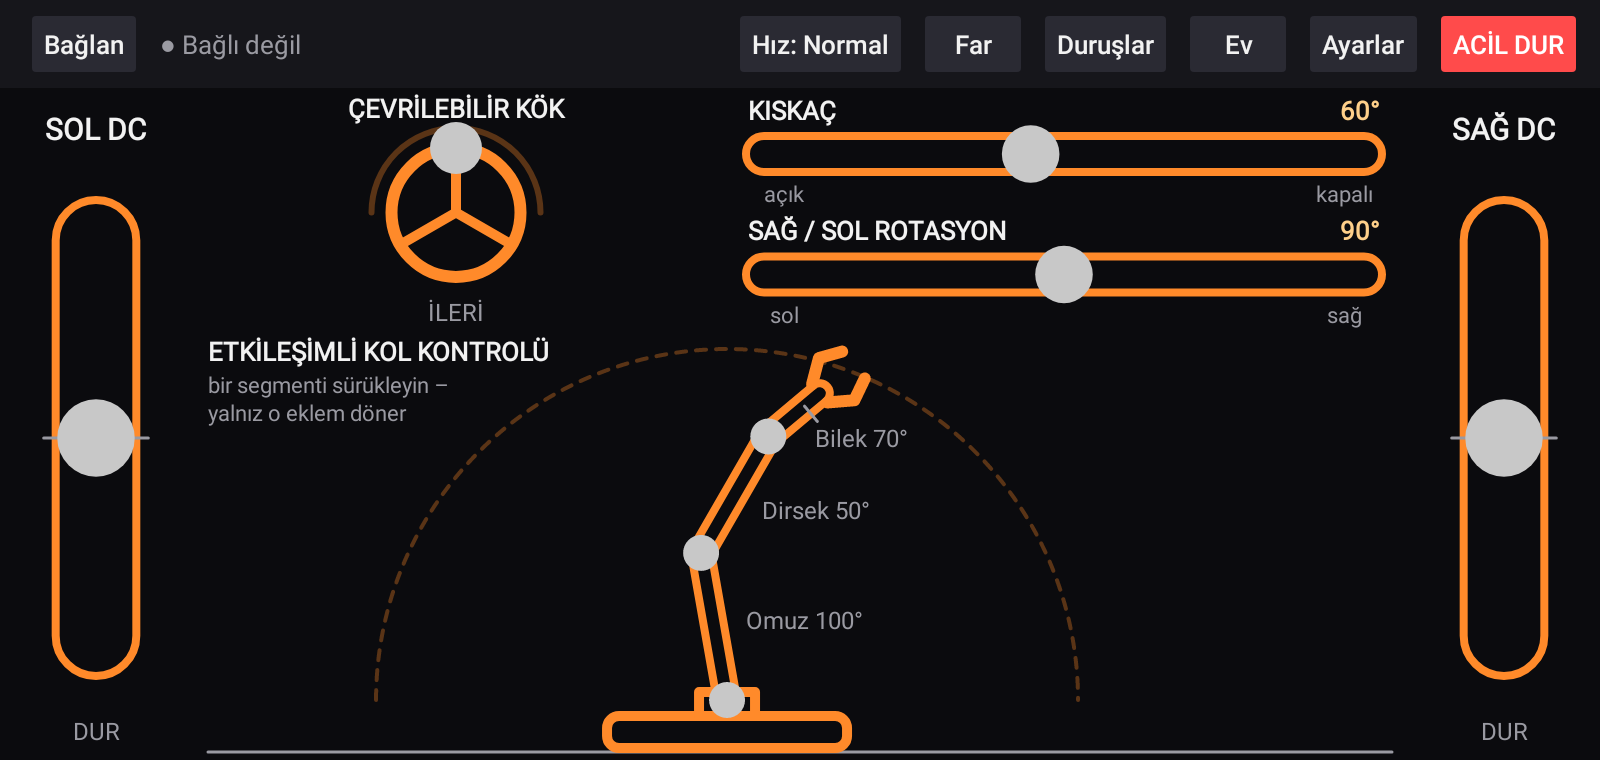 Bağlan
Bağlı değil
Hız: Normal
Far
Duruşlar
Ev
Ayarlar
ACİL DUR
SOL DC
ÇEVRİLEBİLİR KÖK
KISKAÇ
60°
SAĞ DC
açık
kapalı
SAĞ / SOL ROTASYON
90°
İLERİ
sol
sağ
ETKİLEŞİMLİ KOL KONTROLÜ
bir segmenti sürükleyin –
yalnız o eklem döner
Bilek 70°
Dirsek 50°
Omuz 100°
DUR
DUR